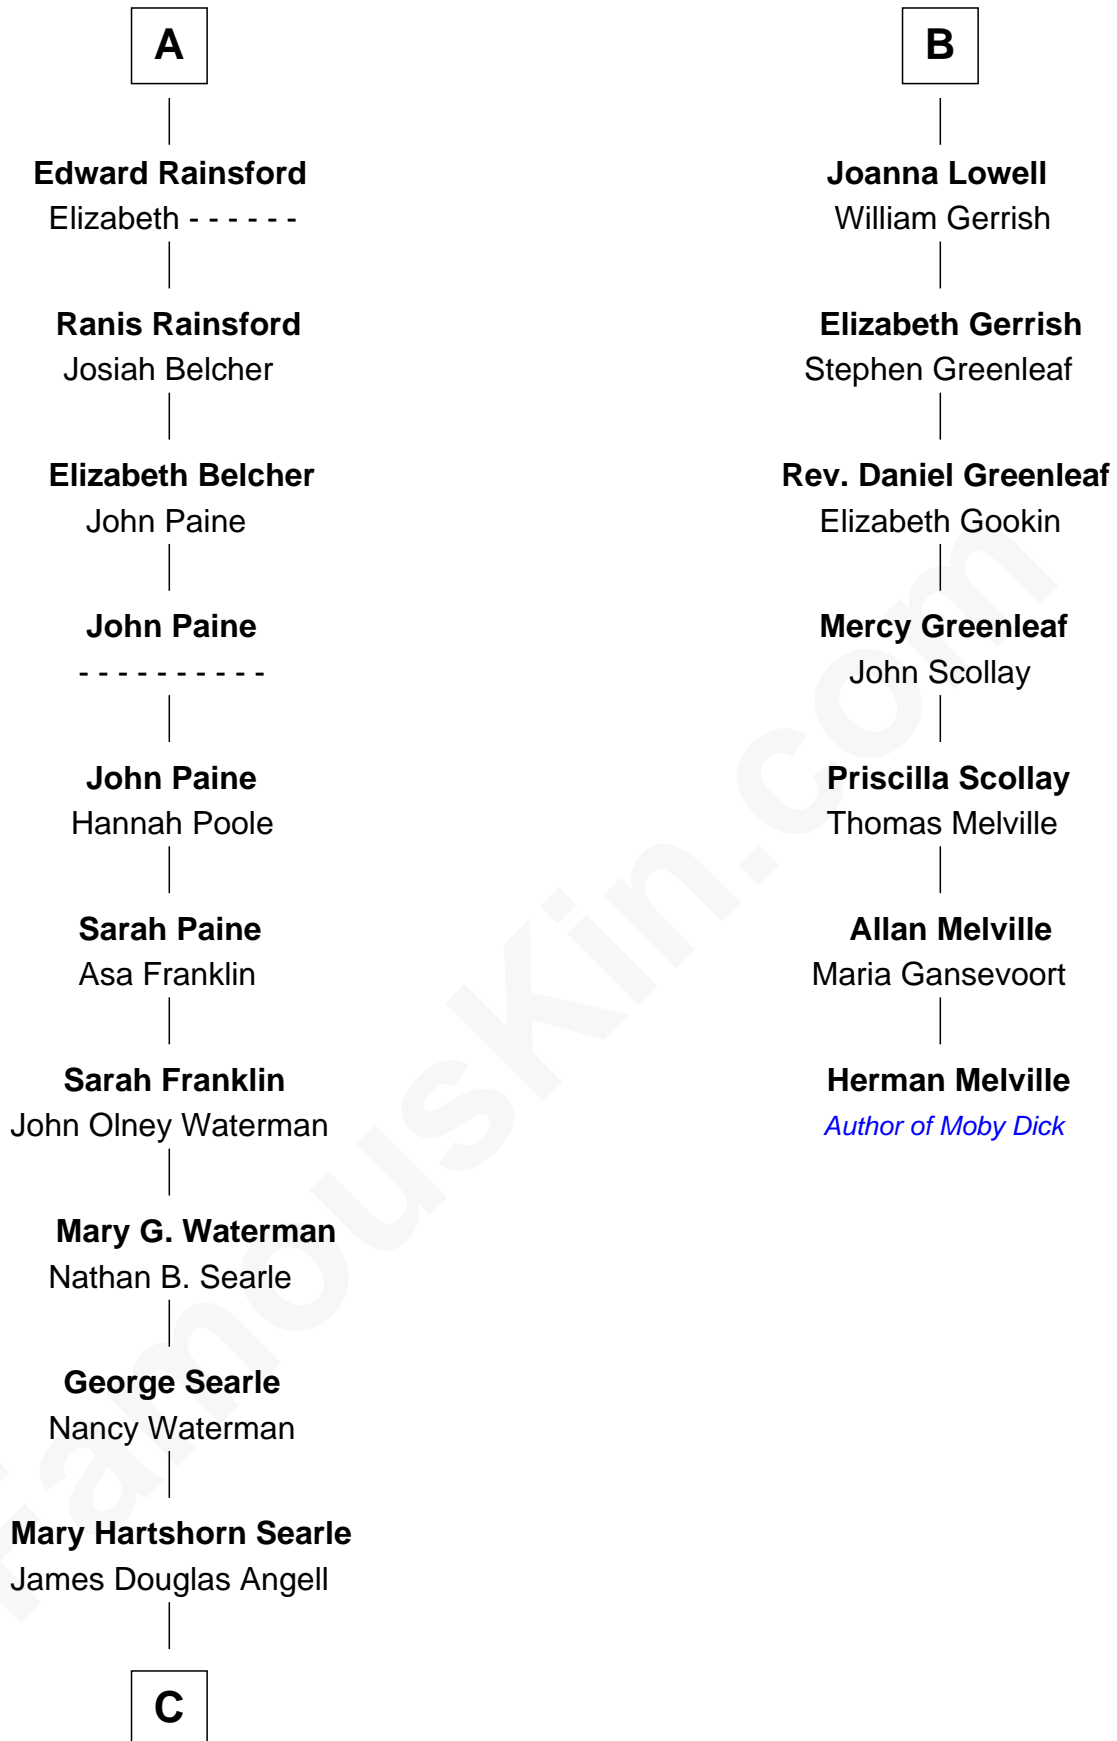 A
Edward Rainsford
Elizabeth - - - - - -
Ranis Rainsford
Josiah Belcher
Elizabeth Belcher
John Paine
John Paine
- - - - - - - - - -
John Paine
Hannah Poole
Sarah Paine
Asa Franklin
Sarah Franklin
John Olney Waterman
Mary G. Waterman
Nathan B. Searle
George Searle
Nancy Waterman
Mary Hartshorn Searle
James Douglas Angell
C
B
Joanna Lowell
William Gerrish
Elizabeth Gerrish
Stephen Greenleaf
Rev. Daniel Greenleaf
Elizabeth Gookin
Mercy Greenleaf
John Scollay
Priscilla Scollay
Thomas Melville
Allan Melville
Maria Gansevoort
Herman Melville
Author of Moby Dick
FamousKin.com